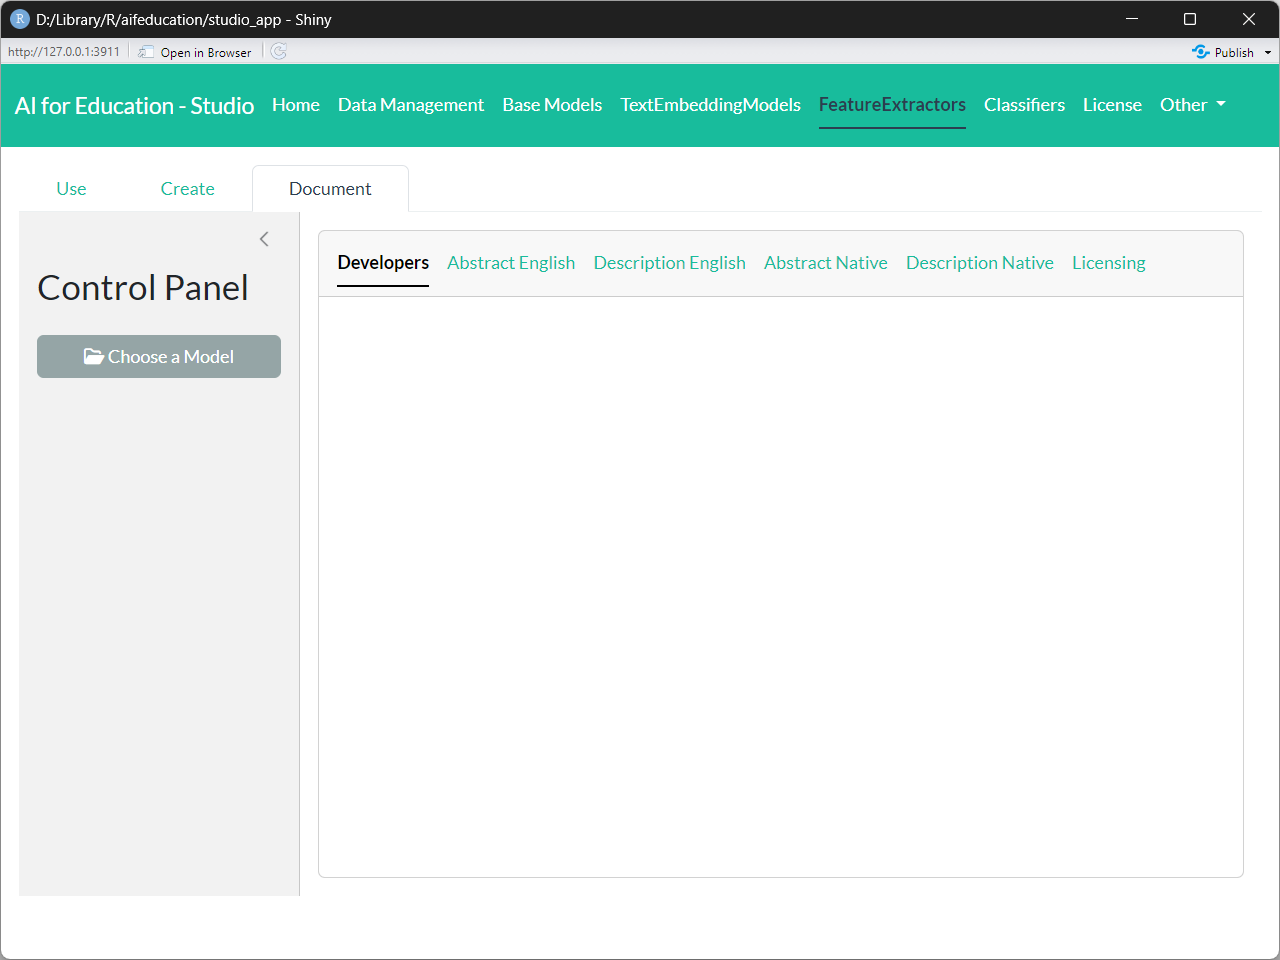 R D:/Library/R/aifeducation/studio_app - Shiny
http://127.0.0.1:3911 Open in Browser Publish
AI for Education - Studio Home Data Management Base Models TextEmbeddingModels FeatureExtractors Classifiers License Other
Use Create Document
Developers Abstract English Description English Abstract Native Description Native Licensing
Control Panel
Choose a Model